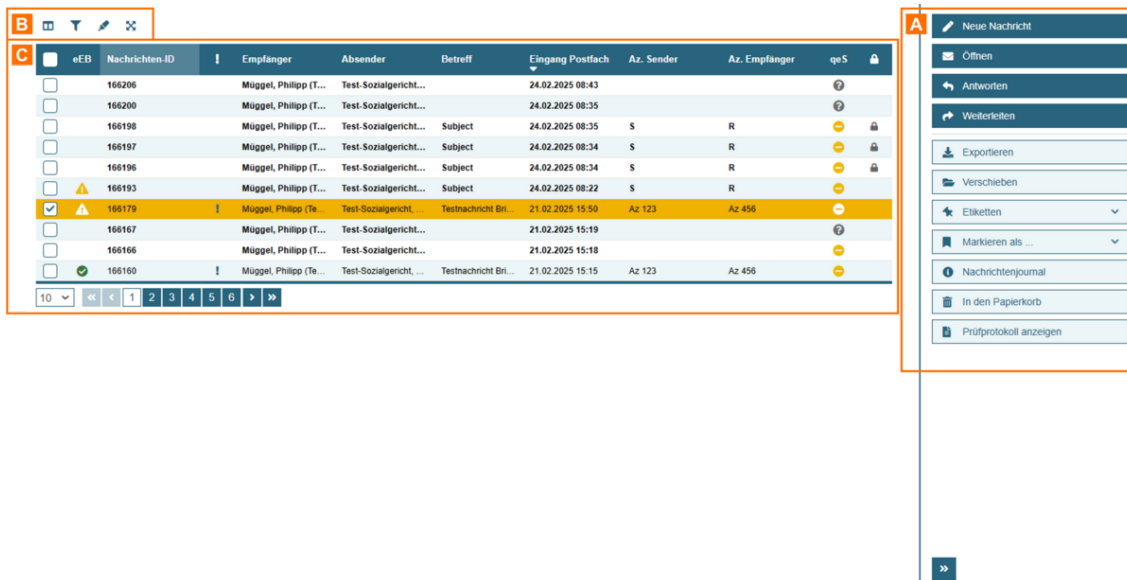 B
A
Neue Nachricht
Öffnen
Antworten
Weiterleiten
Exportieren
Verschieben
Etiketten
Markieren als ...
Nachrichtenjournal
In den Papierkorb
Prüfprotokoll anzeigen
C
eEB Nachrichten-ID ! Empfänger Absender Betreff Eingang Postfach Az. Sender Az. Empfänger qeS
166206 Müggel, Philipp (T... Test-Sozialgericht... 24.02.2025 08:43
166200 Müggel, Philipp (T... Test-Sozialgericht... 24.02.2025 08:35
166198 Müggel, Philipp (T... Test-Sozialgericht... Subject 24.02.2025 08:35 S R
166197 Müggel, Philipp (T... Test-Sozialgericht... Subject 24.02.2025 08:34 S R
166196 Müggel, Philipp (T... Test-Sozialgericht... Subject 24.02.2025 08:34 S R
166193 Müggel, Philipp (T... Test-Sozialgericht... Subject 24.02.2025 08:22 S R
166179 ! Müggel, Philipp (Te... Test-Sozialgericht, ... Testnachricht Bri... 21.02.2025 15:50 Az 123 Az 456
166167 Müggel, Philipp (T... Test-Sozialgericht... 21.02.2025 15:19
166166 Müggel, Philipp (T... Test-Sozialgericht... 21.02.2025 15:18
166160 ! Müggel, Philipp (Te... Test-Sozialgericht, ... Testnachricht Bri... 21.02.2025 15:15 Az 123 Az 456
10 « ‹ 1 2 3 4 5 6 › »
»